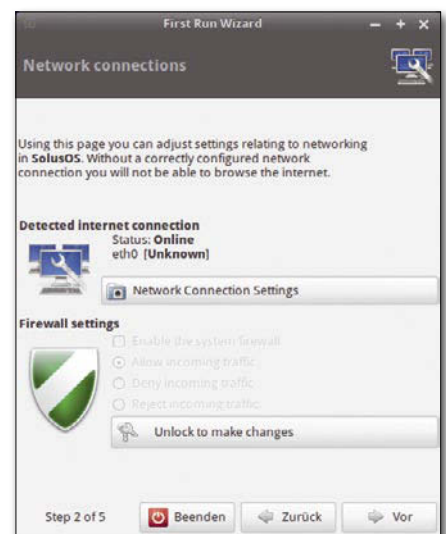 First Run Wizard
Network connections
Using this page you can adjust settings relating to networking
in SolusOS. Without a correctly configured network
connection you will not be able to browse the internet.
Detected internet connection
Status: Online
eth0 [Unknown]
Network Connection Settings
Firewall settings
Enable the system firewall
Allow incoming traffic
Deny incoming traffic
Reject incoming traffic
Unlock to make changes
Step 2 of 5
Beenden
Zurück
Vor